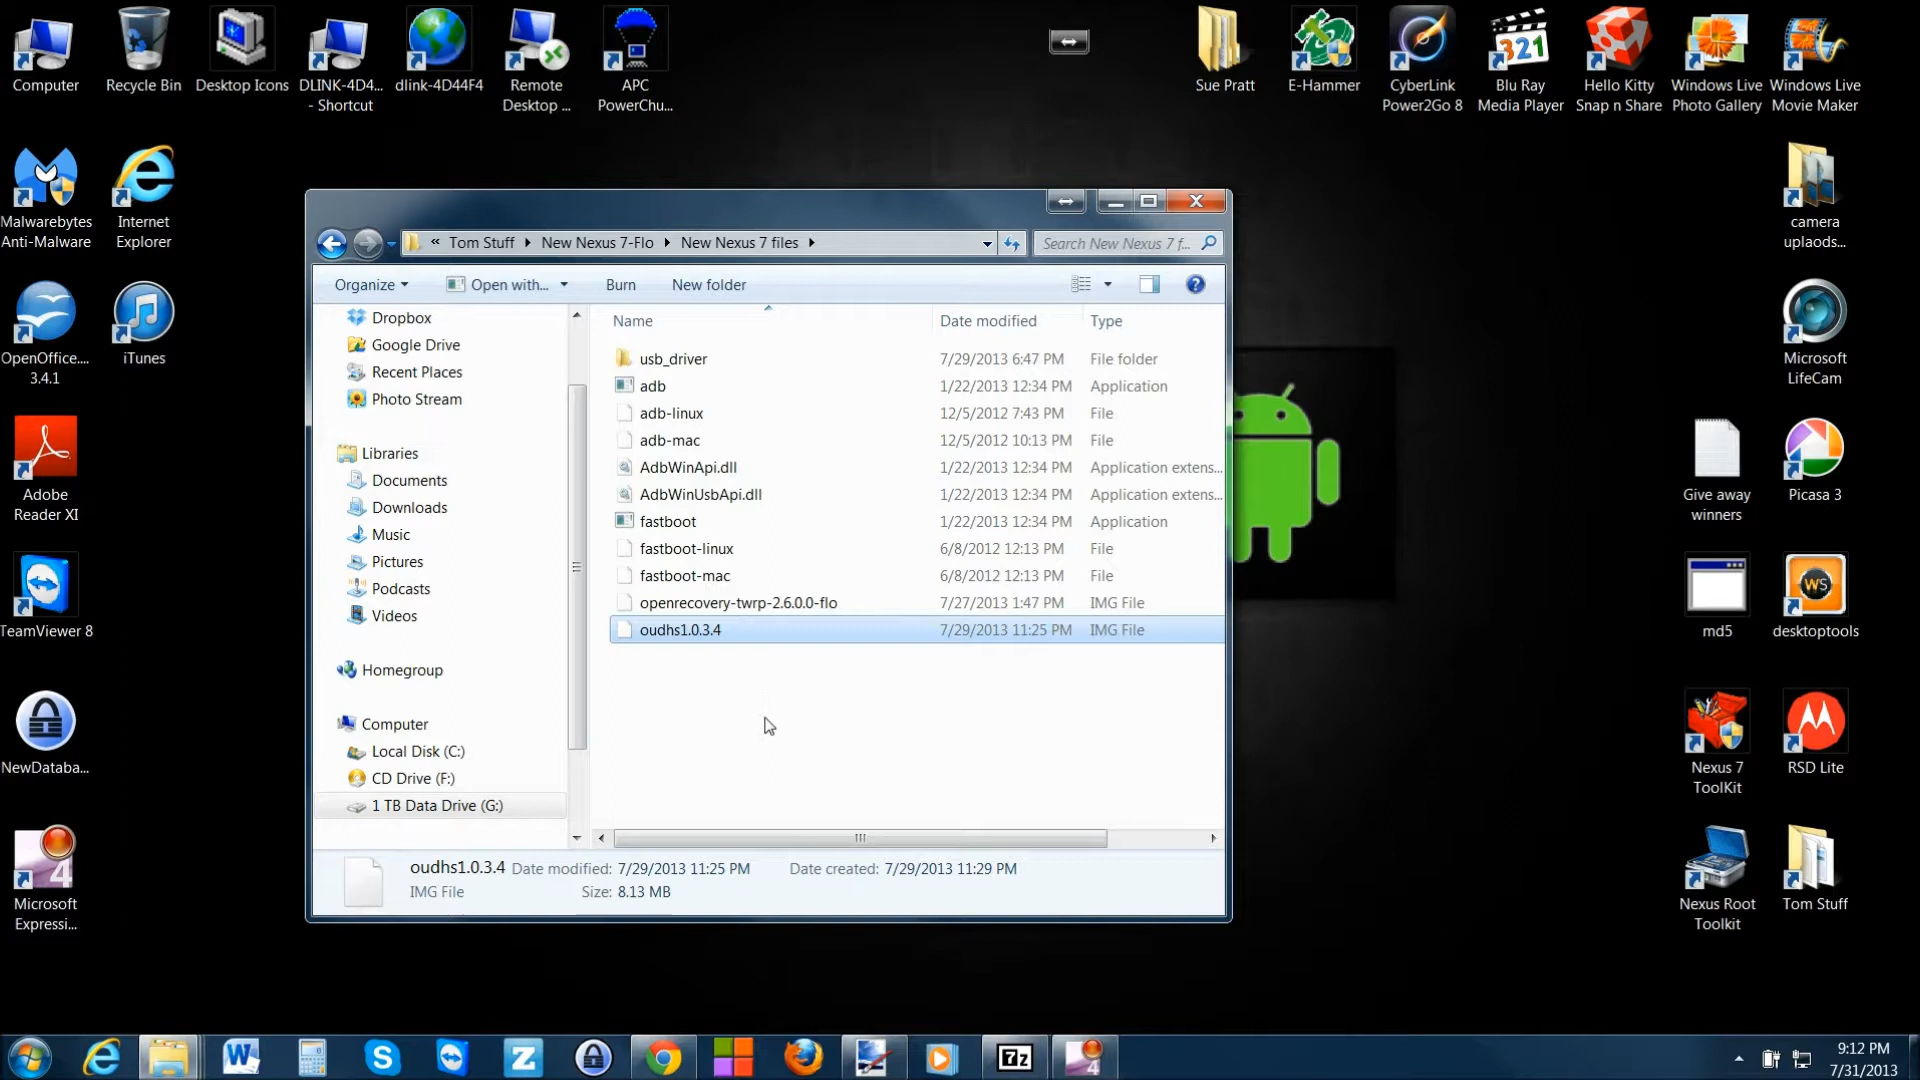 Computer
Recycle Bin
Desktop Icons
DLINK-4D4...
- Shortcut
dlink-4D44F4
Remote
Desktop ...
APC
PowerChu...
Sue Pratt
E-Hammer
CyberLink
Power2Go 8
321
Blu Ray
Media Player
Hello Kitty
Snap n Share
Windows Live
Photo Gallery
Windows Live
Movie Maker
Malwarebytes
Anti-Malware
Internet
Explorer
camera
uplaods...
OpenOffice....
3.4.1
iTunes
Microsoft
LifeCam
Adobe
Reader XI
Give away
winners
Picasa 3
TeamViewer 8
md5
WS
desktoptools
NewDataba...
Nexus 7
ToolKit
RSD Lite
4
Microsoft
Expressi...
Nexus Root
Toolkit
Tom Stuff
« Tom Stuff
New Nexus 7-Flo
New Nexus 7 files
Search New Nexus 7 f...
Organize
Open with...
Burn
New folder
Dropbox
Google Drive
Recent Places
Photo Stream
Libraries
Documents
Downloads
Music
Pictures
Podcasts
Videos
Homegroup
Computer
Local Disk (C:)
CD Drive (F:)
1 TB Data Drive (G:)
Name Date modified Type
usb_driver 7/29/2013 6:47 PM File folder
adb 1/22/2013 12:34 PM Application
adb-linux 12/5/2012 7:43 PM File
adb-mac 12/5/2012 10:13 PM File
AdbWinApi.dll 1/22/2013 12:34 PM Application extens...
AdbWinUsbApi.dll 1/22/2013 12:34 PM Application extens...
fastboot 1/22/2013 12:34 PM Application
fastboot-linux 6/8/2012 12:13 PM File
fastboot-mac 6/8/2012 12:13 PM File
openrecovery-twrp-2.6.0.0-flo 7/27/2013 1:47 PM IMG File
oudhs1.0.3.4 7/29/2013 11:25 PM IMG File
oudhs1.0.3.4 Date modified: 7/29/2013 11:25 PM Date created: 7/29/2013 11:29 PM
IMG File Size: 8.13 MB
W
S
Z
7z
4
9:12 PM
7/31/2013